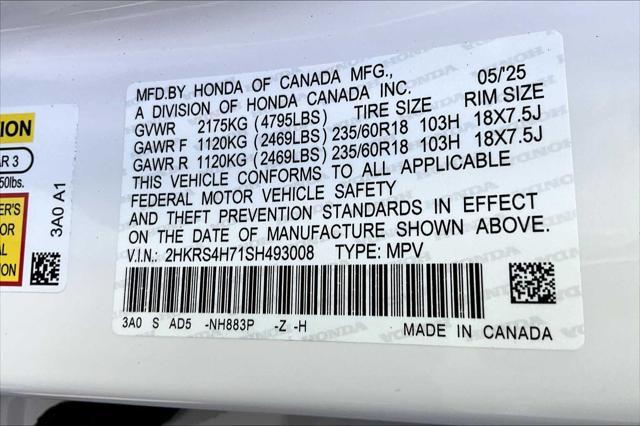 MFD.BY HONDA OF CANADA MFG., 05/'25
A DIVISION OF HONDA CANADA INC. TIRE SIZE RIM SIZE
GVWR 2175KG (4795LBS)
GAWR F 1120KG (2469LBS) 235/60R18 103H 18X7.5J
GAWR R 1120KG (2469LBS) 235/60R18 103H 18X7.5J
THIS VEHICLE CONFORMS TO ALL APPLICABLE
FEDERAL MOTOR VEHICLE SAFETY
AND THEFT PREVENTION STANDARDS IN EFFECT
ON THE DATE OF MANUFACTURE SHOWN ABOVE.
V.I.N.: 2HKRS4H71SH493008 TYPE: MPV
3A0 S AD5 -NH883P -Z -H MADE IN CANADA
3A0 A1
HONDA